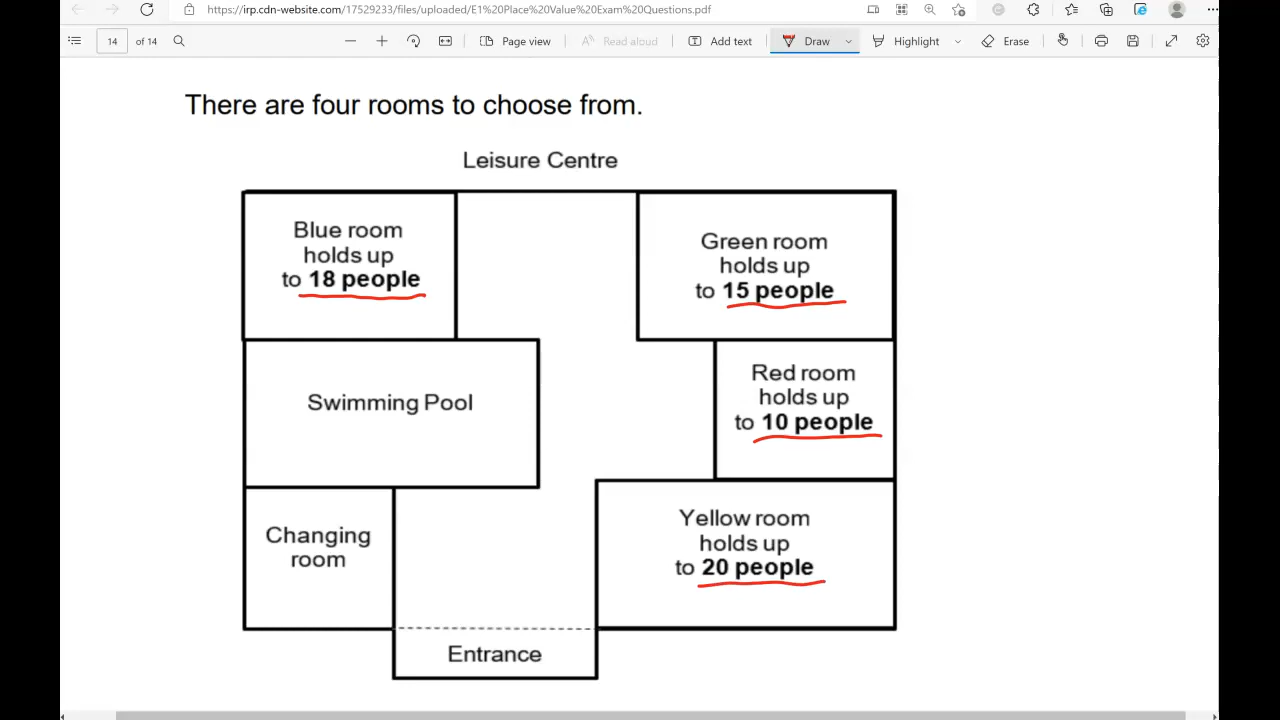 https://irp.cdn-website.com/17529233/files/uploaded/E1%20Place%20Value%20Exam%20Questions.pdf
14 of 14 Page view Read aloud Add text Draw Highlight Erase
There are four rooms to choose from.
Leisure Centre
Blue room
holds up
to 18 people
Green room
holds up
to 15 people
Swimming Pool
Red room
holds up
to 10 people
Changing
room
Yellow room
holds up
to 20 people
Entrance